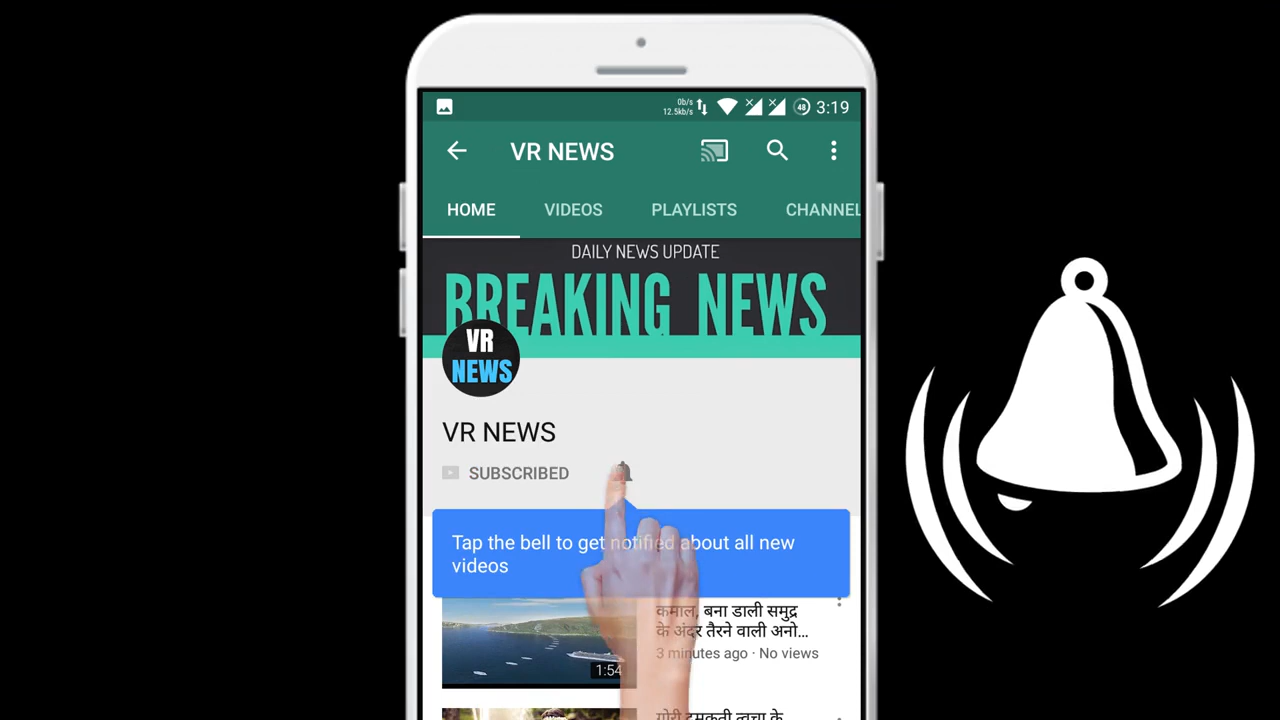 0b/s
12.5kb/s
48
3:19
VR NEWS
HOME VIDEOS PLAYLISTS CHANNEL
DAILY NEWS UPDATE
BREAKING NEWS
VR
NEWS
VR NEWS
SUBSCRIBED
Tap the bell to get notified about all new
videos
कमाल, बना डाली समुद्र
के अंदर तैरने वाली अनो...
3 minutes ago · No views
1:54
गोरी दमकती त्वचा के